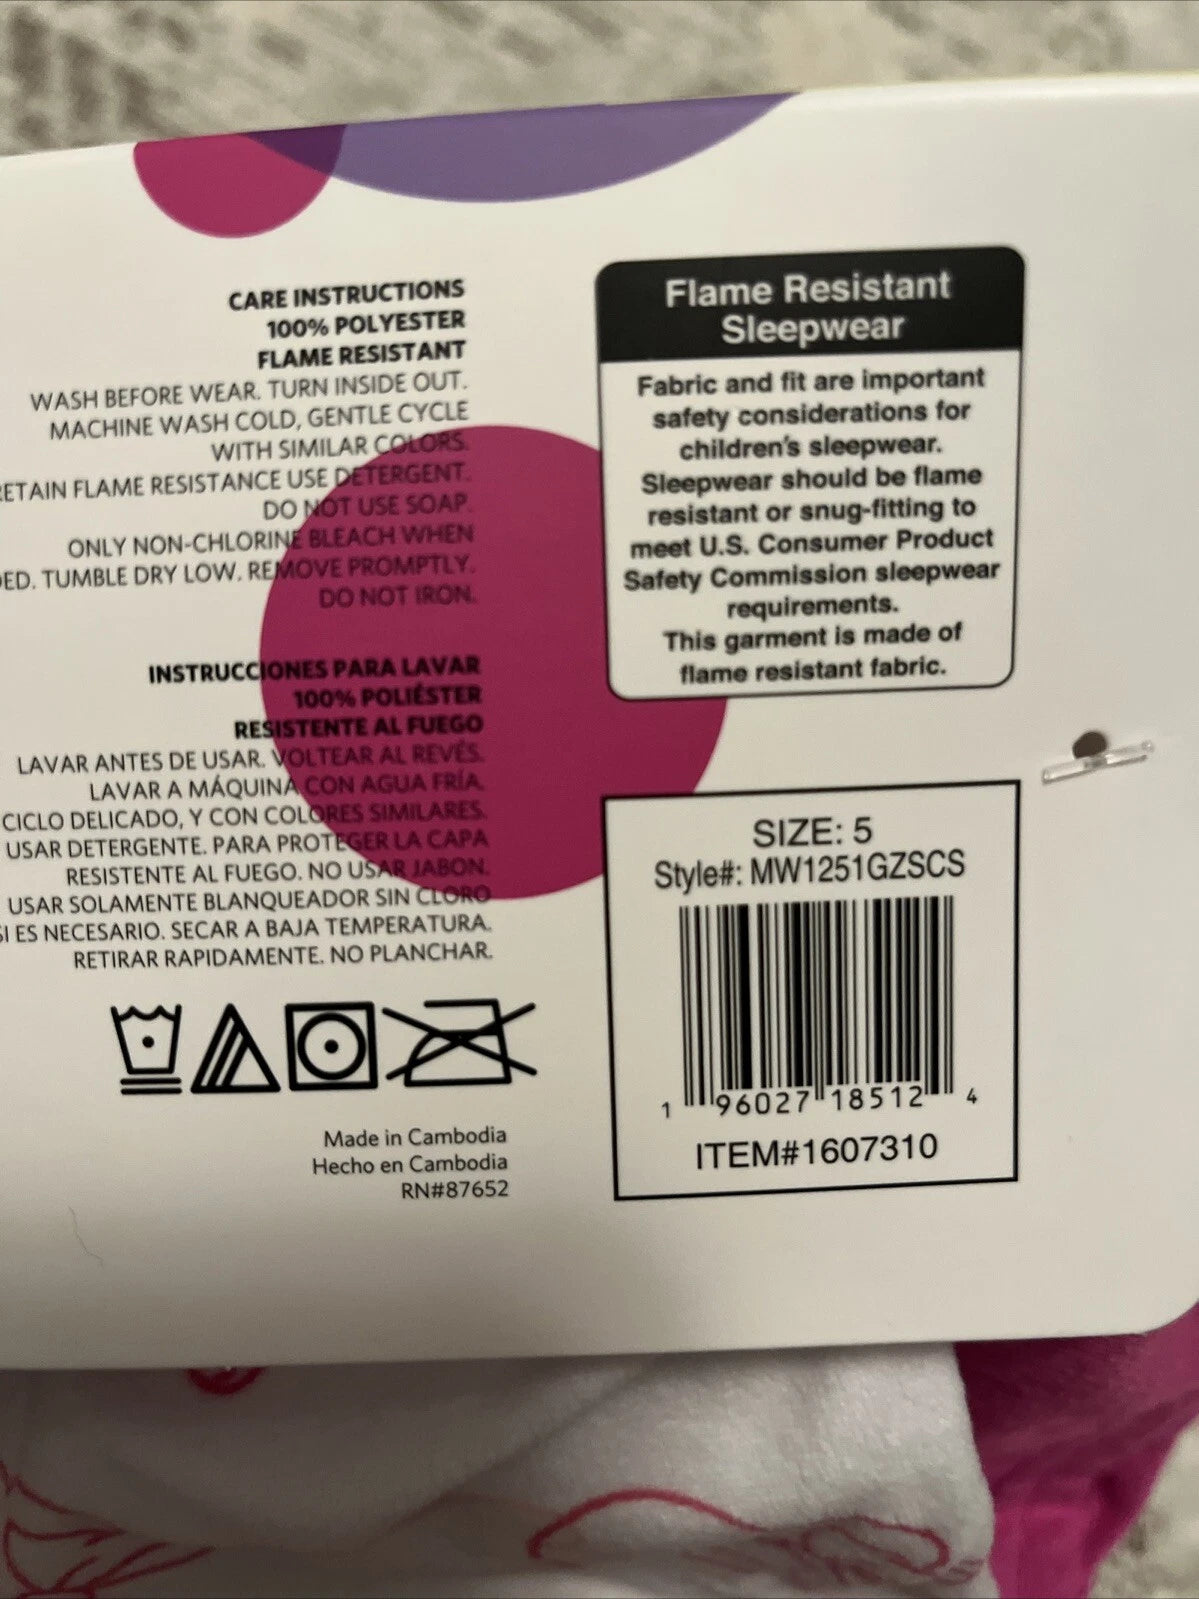 CARE INSTRUCTIONS
100% POLYESTER
FLAME RESISTANT
WASH BEFORE WEAR. TURN INSIDE OUT.
MACHINE WASH COLD, GENTLE CYCLE
WITH SIMILAR COLORS.
RETAIN FLAME RESISTANCE USE DETERGENT.
DO NOT USE SOAP.
ONLY NON-CHLORINE BLEACH WHEN
DED. TUMBLE DRY LOW. REMOVE PROMPTLY.
DO NOT IRON.
INSTRUCCIONES PARA LAVAR
100% POLIÉSTER
RESISTENTE AL FUEGO
LAVAR ANTES DE USAR. VOLTEAR AL REVÉS.
LAVAR A MÁQUINA CON AGUA FRÍA.
CICLO DELICADO, Y CON COLORES SIMILARES.
USAR DETERGENTE. PARA PROTEGER LA CAPA
RESISTENTE AL FUEGO. NO USAR JABON.
USAR SOLAMENTE BLANQUEADOR SIN CLORO
SI ES NECESARIO. SECAR A BAJA TEMPERATURA.
RETIRAR RAPIDAMENTE. NO PLANCHAR.
Made in Cambodia
Hecho en Cambodia
RN#87652
Flame Resistant
Sleepwear
Fabric and fit are important
safety considerations for
children's sleepwear.
Sleepwear should be flame
resistant or snug-fitting to
meet U.S. Consumer Product
Safety Commission sleepwear
requirements.
This garment is made of
flame resistant fabric.
SIZE: 5
Style#: MW1251GZSCS
1 96027 18512 4
ITEM#1607310